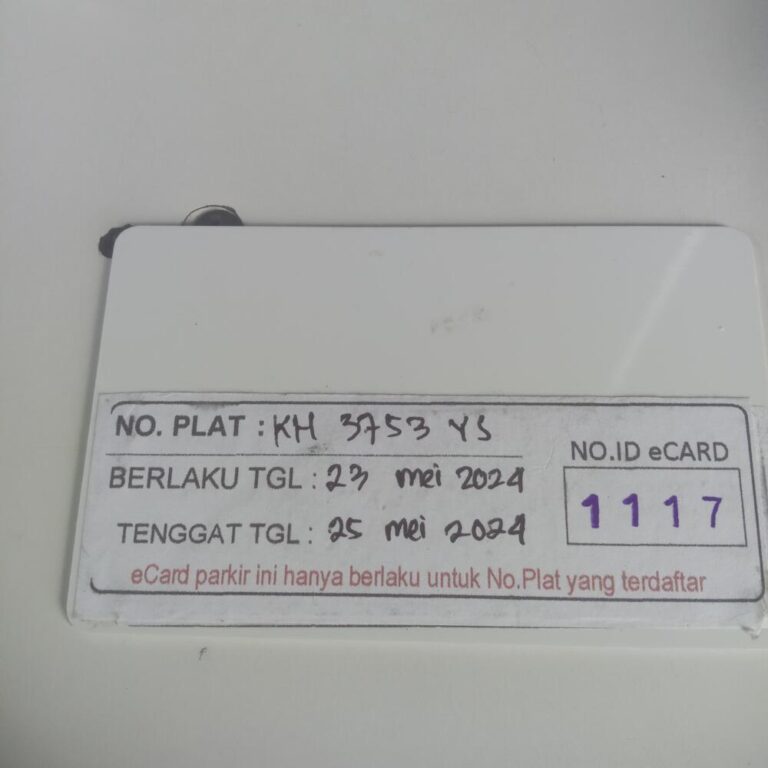 NO. PLAT : KH 3753 YS
BERLAKU TGL : 23 mei 2024
TENGGAT TGL : 25 mei 2024
NO.ID eCARD
1117
eCard parkir ini hanya berlaku untuk No.Plat yang terdaftar